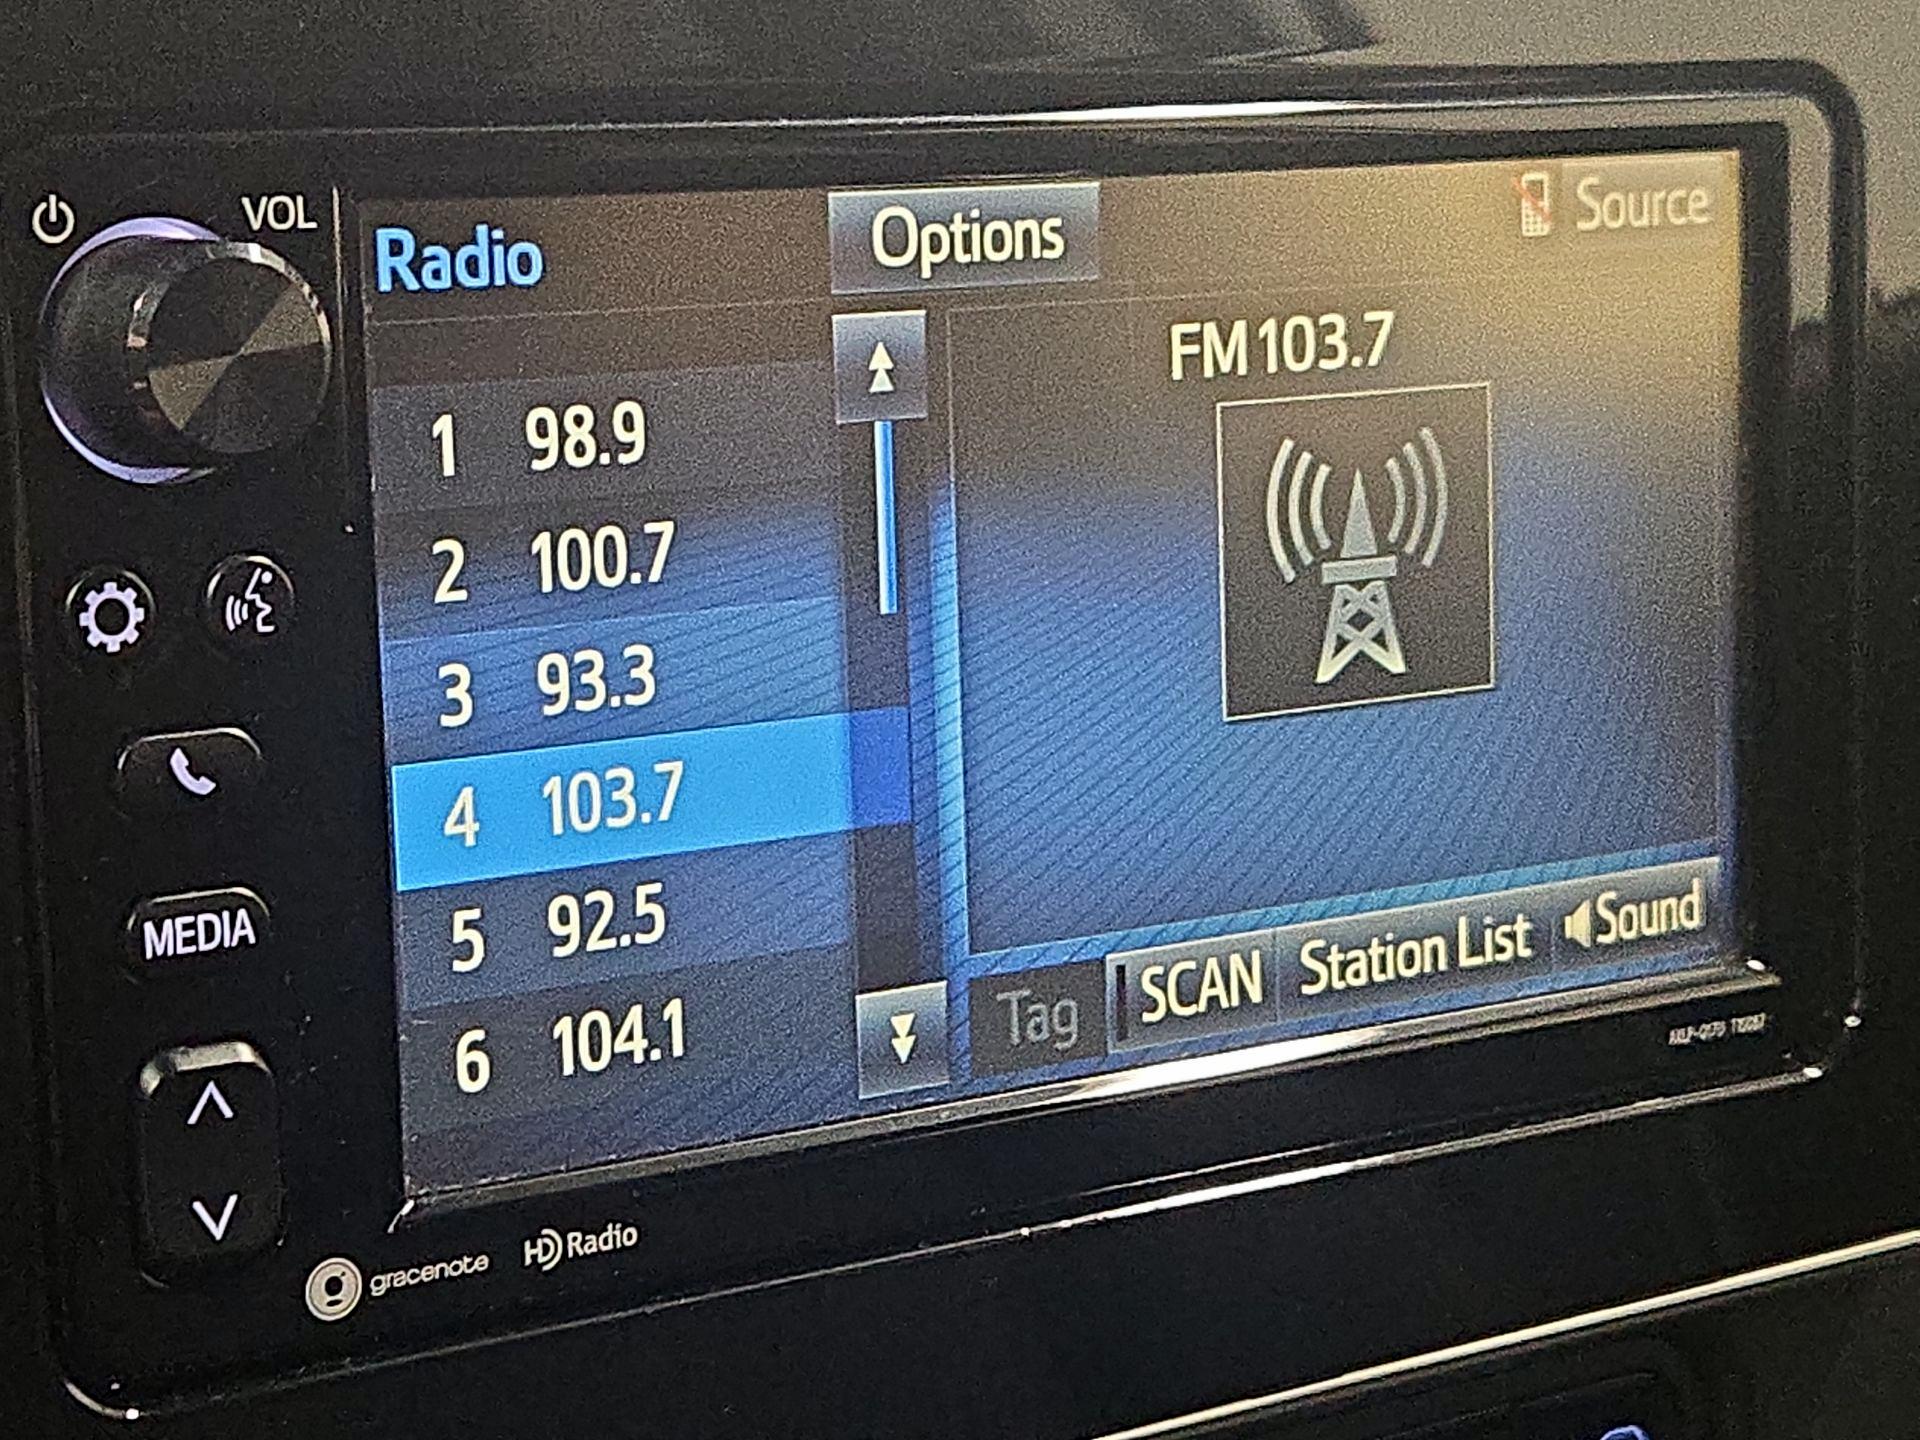 VOL
Radio
Options
Source
FM 103.7
1 98.9
2 100.7
3 93.3
4 103.7
5 92.5
6 104.1
MEDIA
Tag
SCAN
Station List
Sound
gracenote
HD Radio